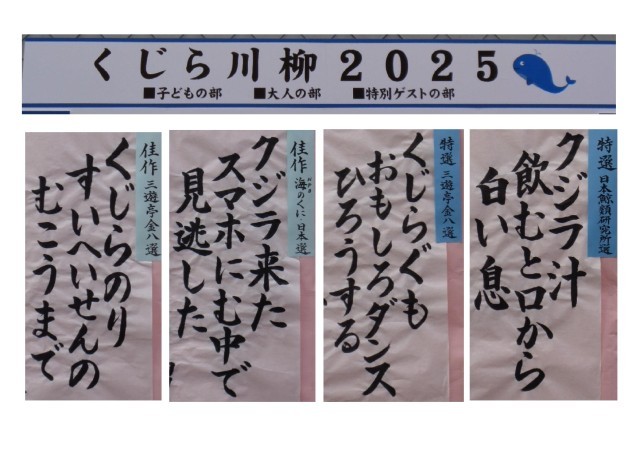 くじら川柳2025
■子どもの部 ■大人の部 ■特別ゲストの部
特選 日本鯨類研究所選
クジラ汁
飲むと口から
白い息
特選 三遊亭金八選
くじらぐも
おもしろダンス
ひろうする
佳作 海のくに・日本選
クジラ来た
スマホにむ中で
見逃した
佳作 三遊亭金八選
くじらのり
すいへいせんの
むこうまで